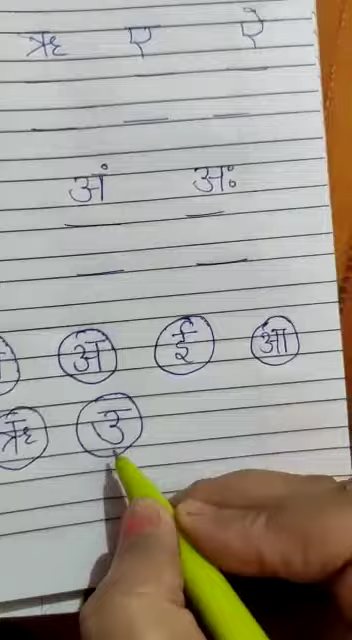 ऋ ए ऐ
अं अः
अ ई आ
ऋ उ